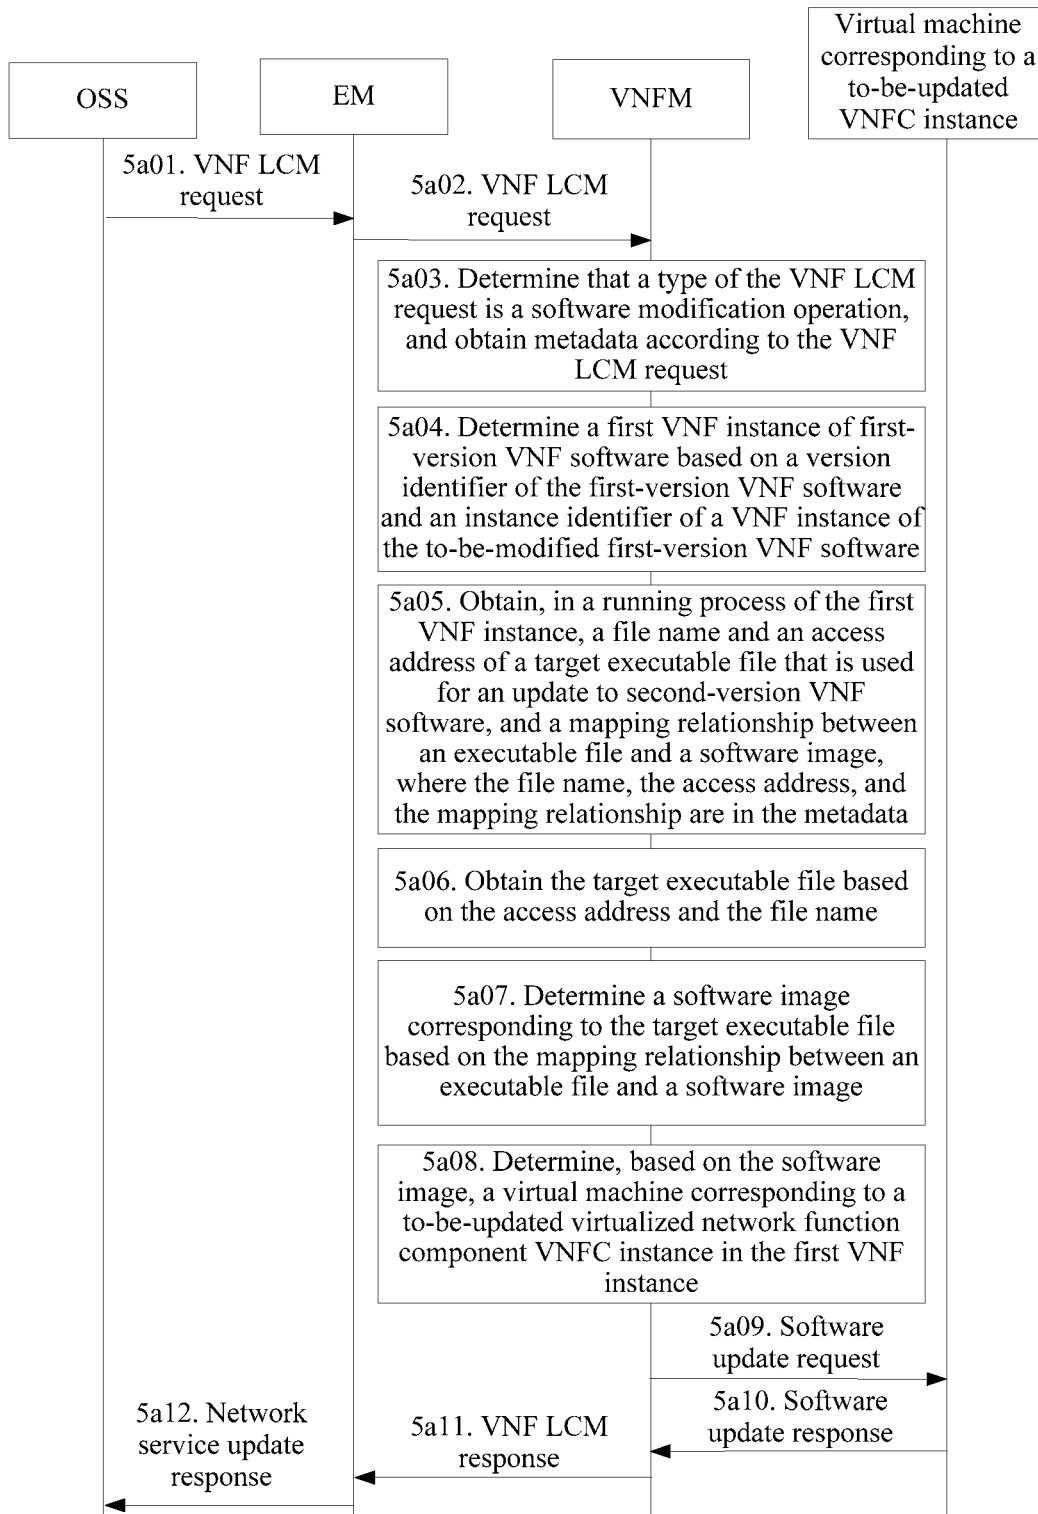 OSS
EM
VNFM
Virtual machine
corresponding to a
to-be-updated
VNFC instance
5a01. VNF LCM
request
5a02. VNF LCM
request
5a03. Determine that a type of the VNF LCM
request is a software modification operation,
and obtain metadata according to the VNF
LCM request
5a04. Determine a first VNF instance of first-
version VNF software based on a version
identifier of the first-version VNF software
and an instance identifier of a VNF instance of
the to-be-modified first-version VNF software
5a05. Obtain, in a running process of the first
VNF instance, a file name and an access
address of a target executable file that is used
for an update to second-version VNF
software, and a mapping relationship between
an executable file and a software image,
where the file name, the access address, and
the mapping relationship are in the metadata
5a06. Obtain the target executable file based
on the access address and the file name
5a07. Determine a software image
corresponding to the target executable file
based on the mapping relationship between an
executable file and a software image
5a08. Determine, based on the software
image, a virtual machine corresponding to a
to-be-updated virtualized network function
component VNFC instance in the first VNF
instance
5a09. Software
update request
5a10. Software
update response
5a11. VNF LCM
response
5a12. Network
service update
response